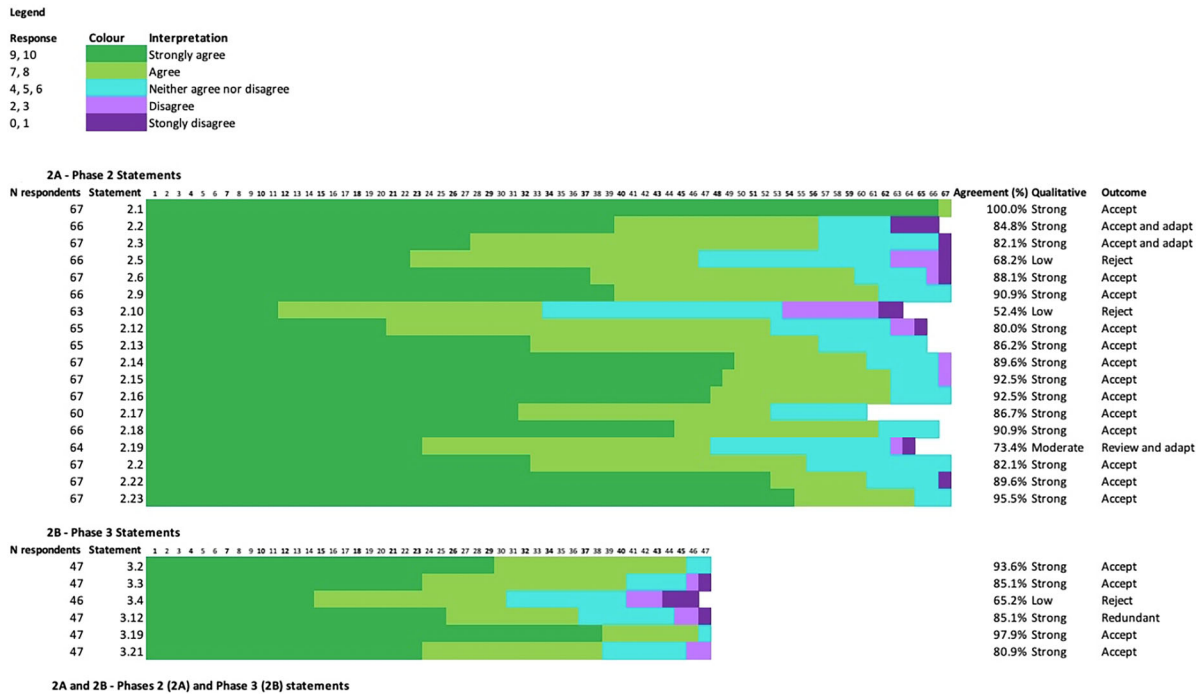 Legend
Response Colour Interpretation
9, 10 Strongly agree
7, 8 Agree
4, 5, 6 Neither agree nor disagree
2, 3 Disagree
0, 1 Stongly disagree
2A - Phase 2 Statements
N respondents Statement 1 2 3 4 5 6 7 8 9 10 11 12 13 14 15 16 17 18 19 20 21 22 23 24 25 26 27 28 29 30 31 32 33 34 35 36 37 38 39 40 41 42 43 44 45 46 47 48 49 50 51 52 53 54 55 56 57 58 59 60 61 62 63 64 65 66 67 Agreement (%) Qualitative Outcome
67 2.1 100.0% Strong Accept
66 2.2 84.8% Strong Accept and adapt
67 2.3 82.1% Strong Accept and adapt
66 2.5 68.2% Low Reject
67 2.6 88.1% Strong Accept
66 2.9 90.9% Strong Accept
63 2.10 52.4% Low Reject
65 2.12 80.0% Strong Accept
65 2.13 86.2% Strong Accept
67 2.14 89.6% Strong Accept
67 2.15 92.5% Strong Accept
67 2.16 92.5% Strong Accept
60 2.17 86.7% Strong Accept
66 2.18 90.9% Strong Accept
64 2.19 73.4% Moderate Review and adapt
67 2.2 82.1% Strong Accept
67 2.22 89.6% Strong Accept
67 2.23 95.5% Strong Accept
2B - Phase 3 Statements
N respondents Statement 1 2 3 4 5 6 7 8 9 10 11 12 13 14 15 16 17 18 19 20 21 22 23 24 25 26 27 28 29 30 31 32 33 34 35 36 37 38 39 40 41 42 43 44 45 46 47
47 3.2 93.6% Strong Accept
47 3.3 85.1% Strong Accept
46 3.4 65.2% Low Reject
47 3.12 85.1% Strong Redundant
47 3.19 97.9% Strong Accept
47 3.21 80.9% Strong Accept
2A and 2B - Phases 2 (2A) and Phase 3 (2B) statements